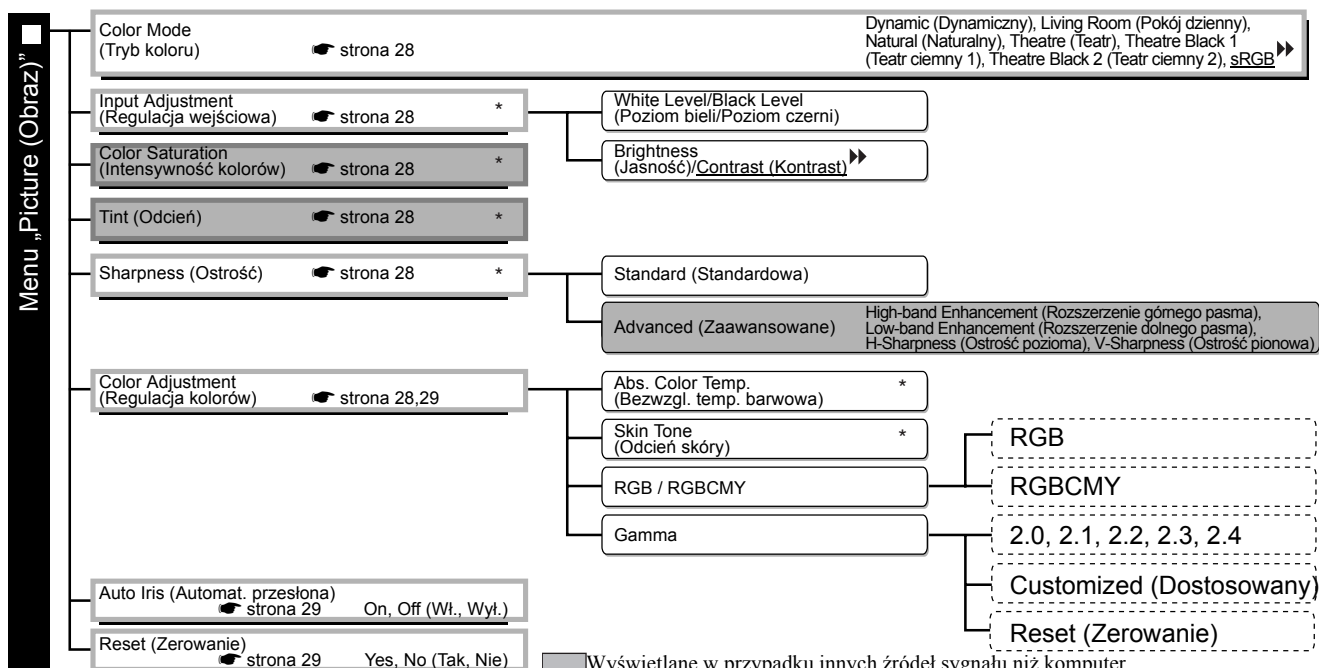 Menu „Picture (Obraz)”
Color Mode
(Tryb koloru) ☛ strona 28
Dynamic (Dynamiczny), Living Room (Pokój dzienny),
Natural (Naturalny), Theatre (Teatr), Theatre Black 1
(Teatr ciemny 1), Theatre Black 2 (Teatr ciemny 2), sRGB
Input Adjustment
(Regulacja wejściowa) ☛ strona 28 *
White Level/Black Level
(Poziom bieli/Poziom czerni)
Brightness
(Jasność)/Contrast (Kontrast)
Color Saturation
(Intensywność kolorów) ☛ strona 28 *
Tint (Odcień) ☛ strona 28 *
Sharpness (Ostrość) ☛ strona 28 *
Standard (Standardowa)
Advanced (Zaawansowane)
High-band Enhancement (Rozszerzenie górnego pasma),
Low-band Enhancement (Rozszerzenie dolnego pasma),
H-Sharpness (Ostrość pozioma), V-Sharpness (Ostrość pionowa)
Color Adjustment
(Regulacja kolorów) ☛ strona 28,29
Abs. Color Temp. *
(Bezwzgl. temp. barwowa)
Skin Tone *
(Odcień skóry)
RGB / RGBCMY
RGB
RGBCMY
Gamma
2.0, 2.1, 2.2, 2.3, 2.4
Customized (Dostosowany)
Reset (Zerowanie)
Auto Iris (Automat. przesłona)
☛ strona 29 On, Off (Wł., Wył.)
Reset (Zerowanie)
☛ strona 29 Yes, No (Tak, Nie)
Wyświetlane w przypadku innych źródeł sygnału niż komputer